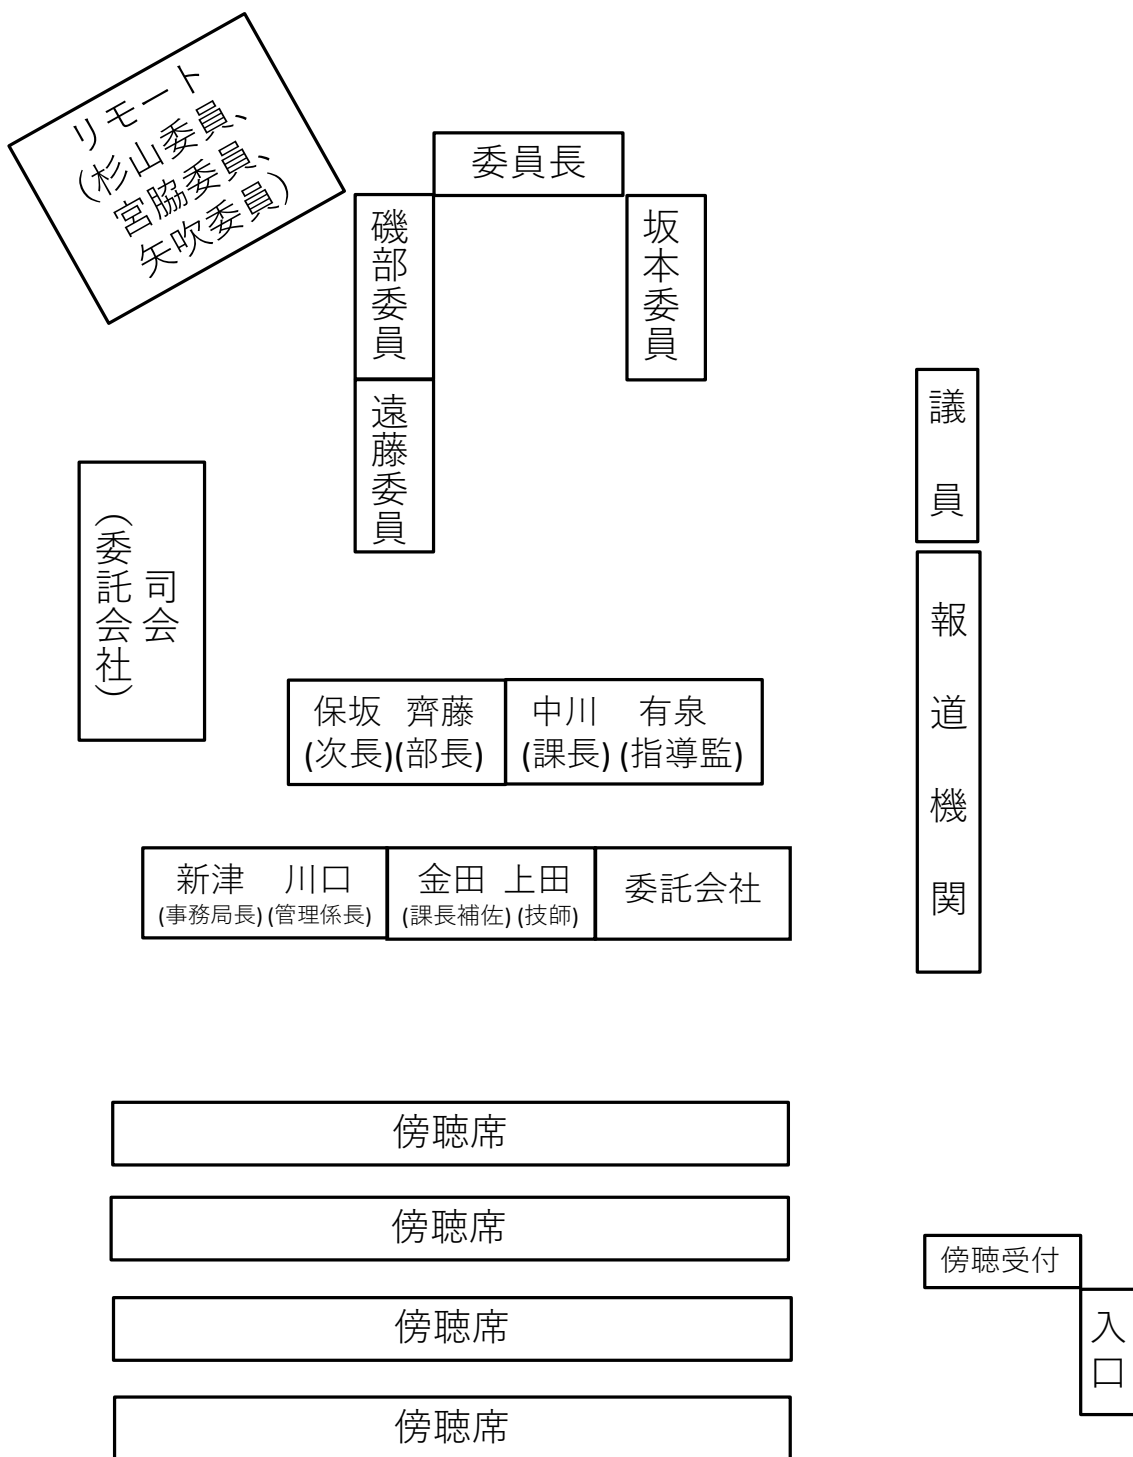 リモート
（杉山委員、
宮脇委員、
矢吹委員）
委員長
磯部委員
坂本委員
遠藤委員
議員
司会
（委託会社）
報道機関
保坂 齊藤
(次長)(部長)
中川 有泉
(課長) (指導監)
新津 川口
(事務局長) (管理係長)
金田 上田
(課長補佐) (技師)
委託会社
傍聴席
傍聴席
傍聴受付
傍聴席
入口
傍聴席